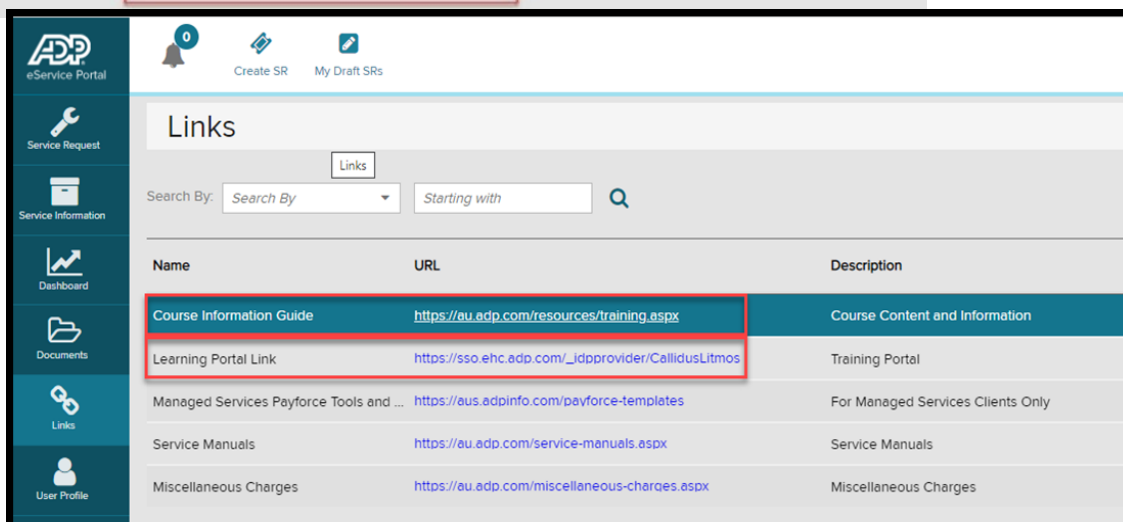 ADP
eService Portal
0
Create SR
My Draft SRs
Service Request
Service Information
Dashboard
Documents
Links
User Profile
Links
Links
Search By:
Search By
Starting with
Name URL Description
Course Information Guide https://au.adp.com/resources/training.aspx Course Content and Information
Learning Portal Link https://sso.ehc.adp.com/_idpprovider/CallidusLitmos Training Portal
Managed Services Payforce Tools and ... https://aus.adpinfo.com/payforce-templates For Managed Services Clients Only
Service Manuals https://au.adp.com/service-manuals.aspx Service Manuals
Miscellaneous Charges https://au.adp.com/miscellaneous-charges.aspx Miscellaneous Charges